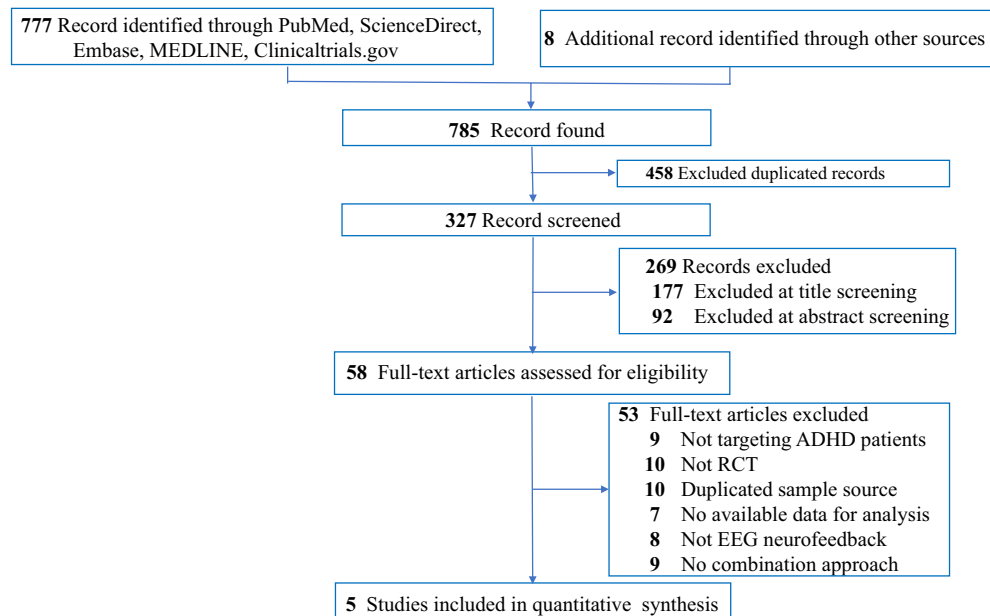 777 Record identified through PubMed, ScienceDirect,
Embase, MEDLINE, Clinicaltrials.gov
8 Additional record identified through other sources
785 Record found
458 Excluded duplicated records
327 Record screened
269 Records excluded
177 Excluded at title screening
92 Excluded at abstract screening
58 Full-text articles assessed for eligibility
53 Full-text articles excluded
9 Not targeting ADHD patients
10 Not RCT
10 Duplicated sample source
7 No available data for analysis
8 Not EEG neurofeedback
9 No combination approach
5 Studies included in quantitative synthesis